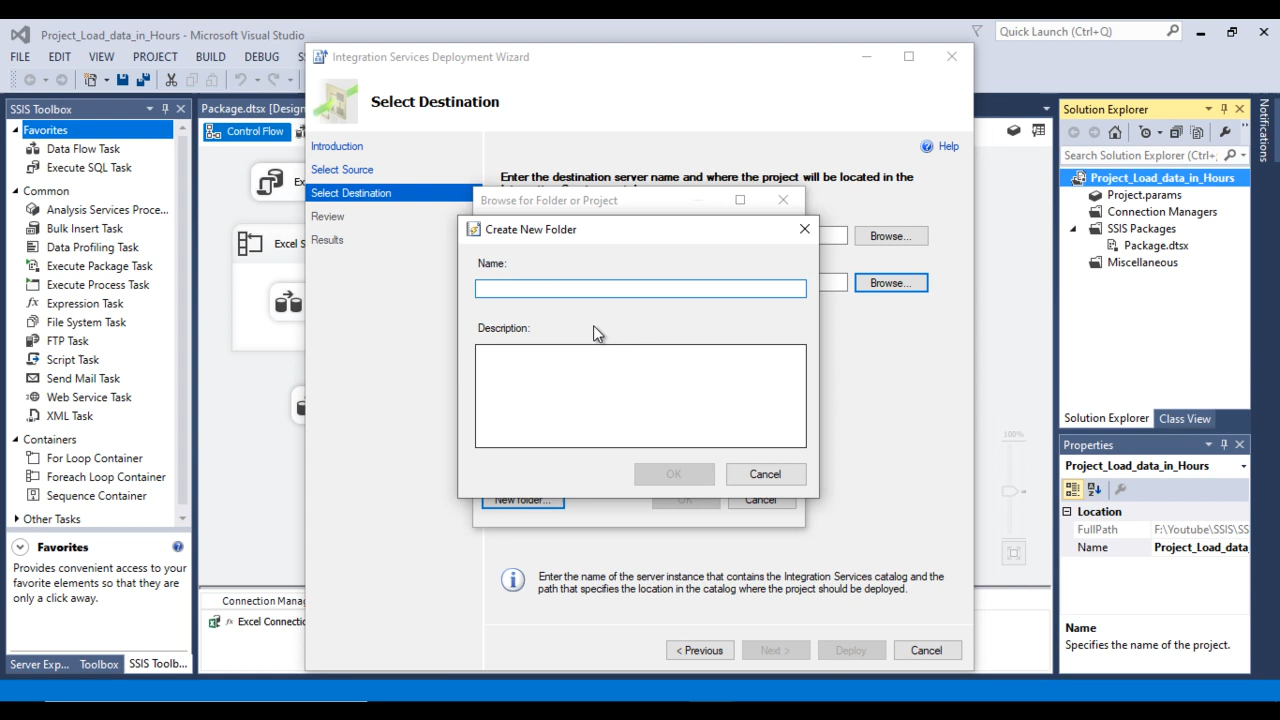 Project_Load_data_in_Hours - Microsoft Visual Studio
Quick Launch (Ctrl+Q)
FILE EDIT VIEW PROJECT BUILD DEBUG
SSIS Toolbox
Favorites
Data Flow Task
Execute SQL Task
Common
Analysis Services Proce...
Bulk Insert Task
Data Profiling Task
Execute Package Task
Execute Process Task
Expression Task
File System Task
FTP Task
Script Task
Send Mail Task
Web Service Task
XML Task
Containers
For Loop Container
Foreach Loop Container
Sequence Container
Other Tasks
Favorites
Provides convenient access to your
favorite elements so that they are
only a click away.
Server Exp... Toolbox SSIS Toolb...
Package.dtsx [Design
Control Flow
Excel S
Connection Manag
fx Excel Connectio
Integration Services Deployment Wizard
Select Destination
Introduction
Select Source
Select Destination
Review
Results
Help
Enter the destination server name and where the project will be located in the
Browse...
Browse...
Browse for Folder or Project
Create New Folder
Name:
Description:
OK Cancel
New folder... OK Cancel
Enter the name of the server instance that contains the Integration Services catalog and the
path that specifies the location in the catalog where the project should be deployed.
< Previous Next > Deploy Cancel
100%
Solution Explorer
Search Solution Explorer (Ctrl+;
Project_Load_data_in_Hours
Project.params
Connection Managers
SSIS Packages
Package.dtsx
Miscellaneous
Solution Explorer Class View
Properties
Project_Load_data_in_Hours
Location
FullPath F:\Youtube\SSIS\SS
Name Project_Load_data_
Name
Specifies the name of the project.
Notifications